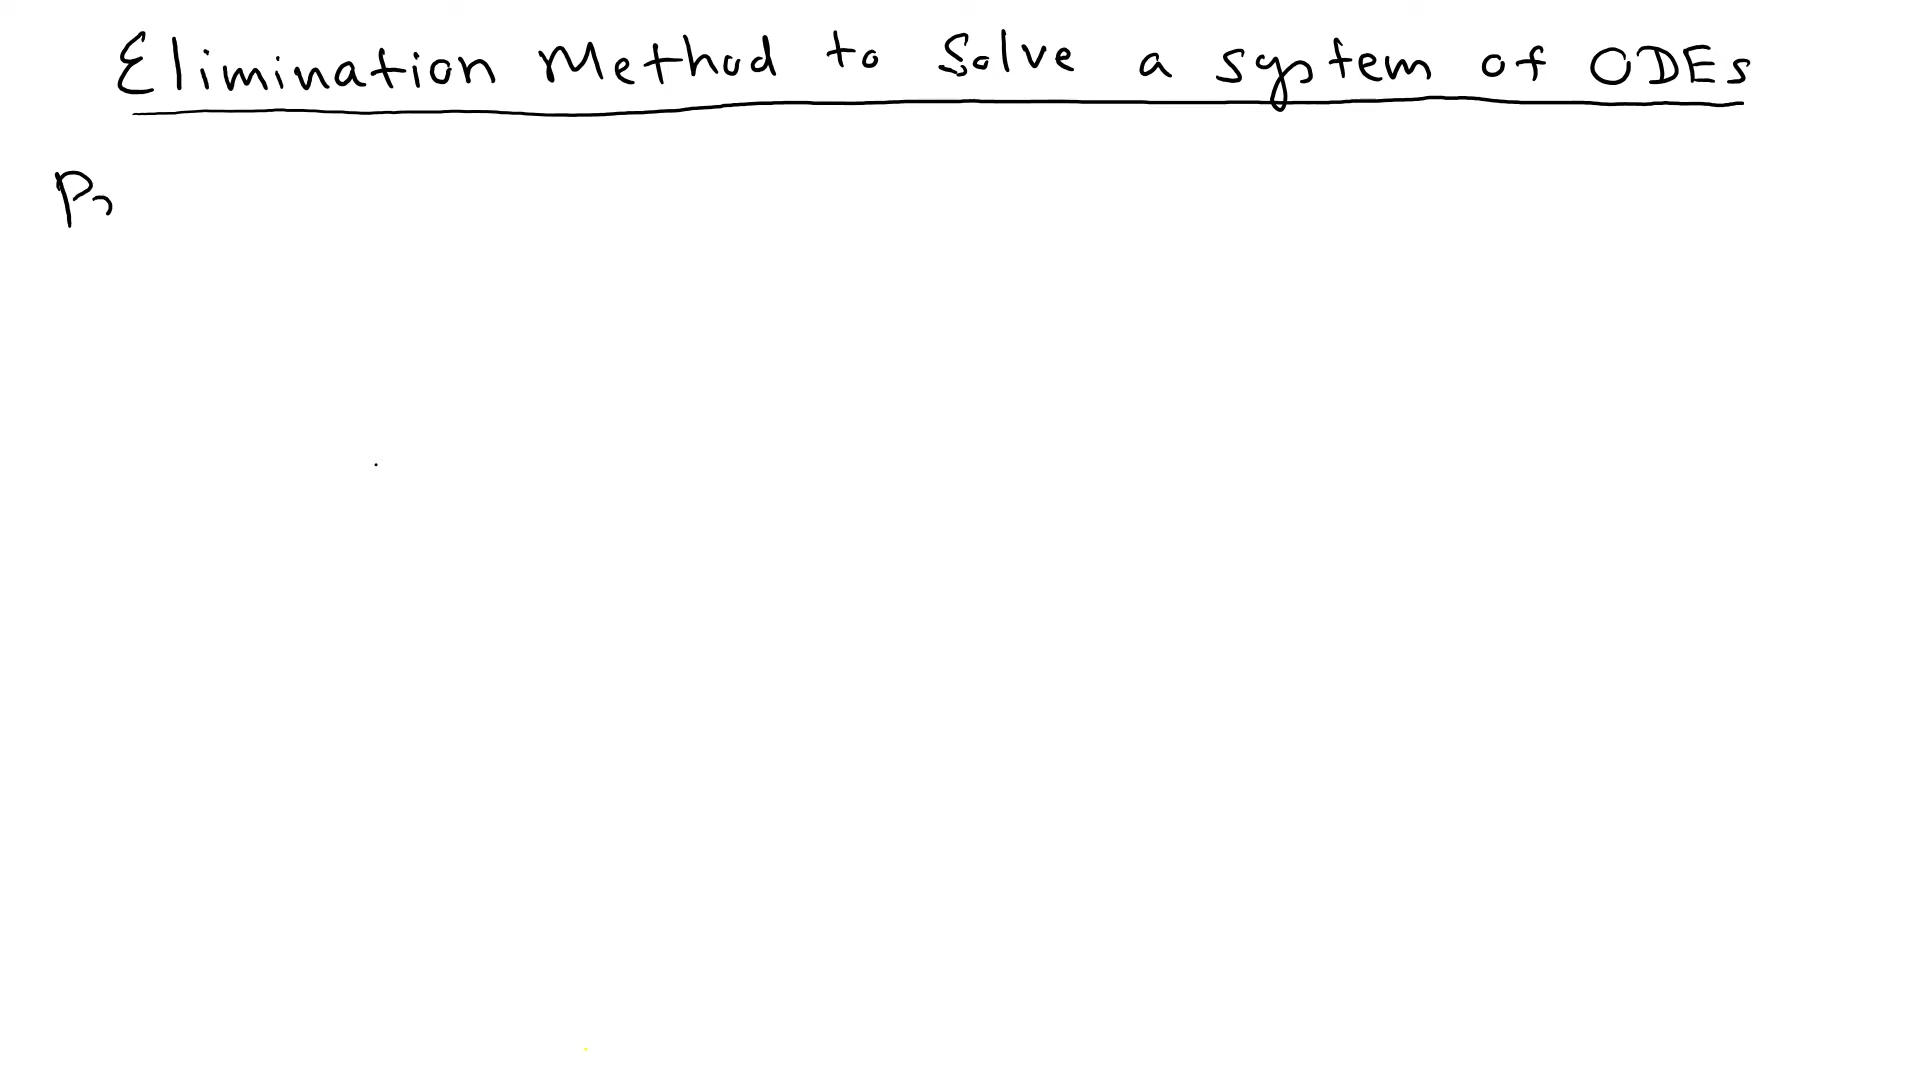 Elimination Method to Solve a system of ODEs